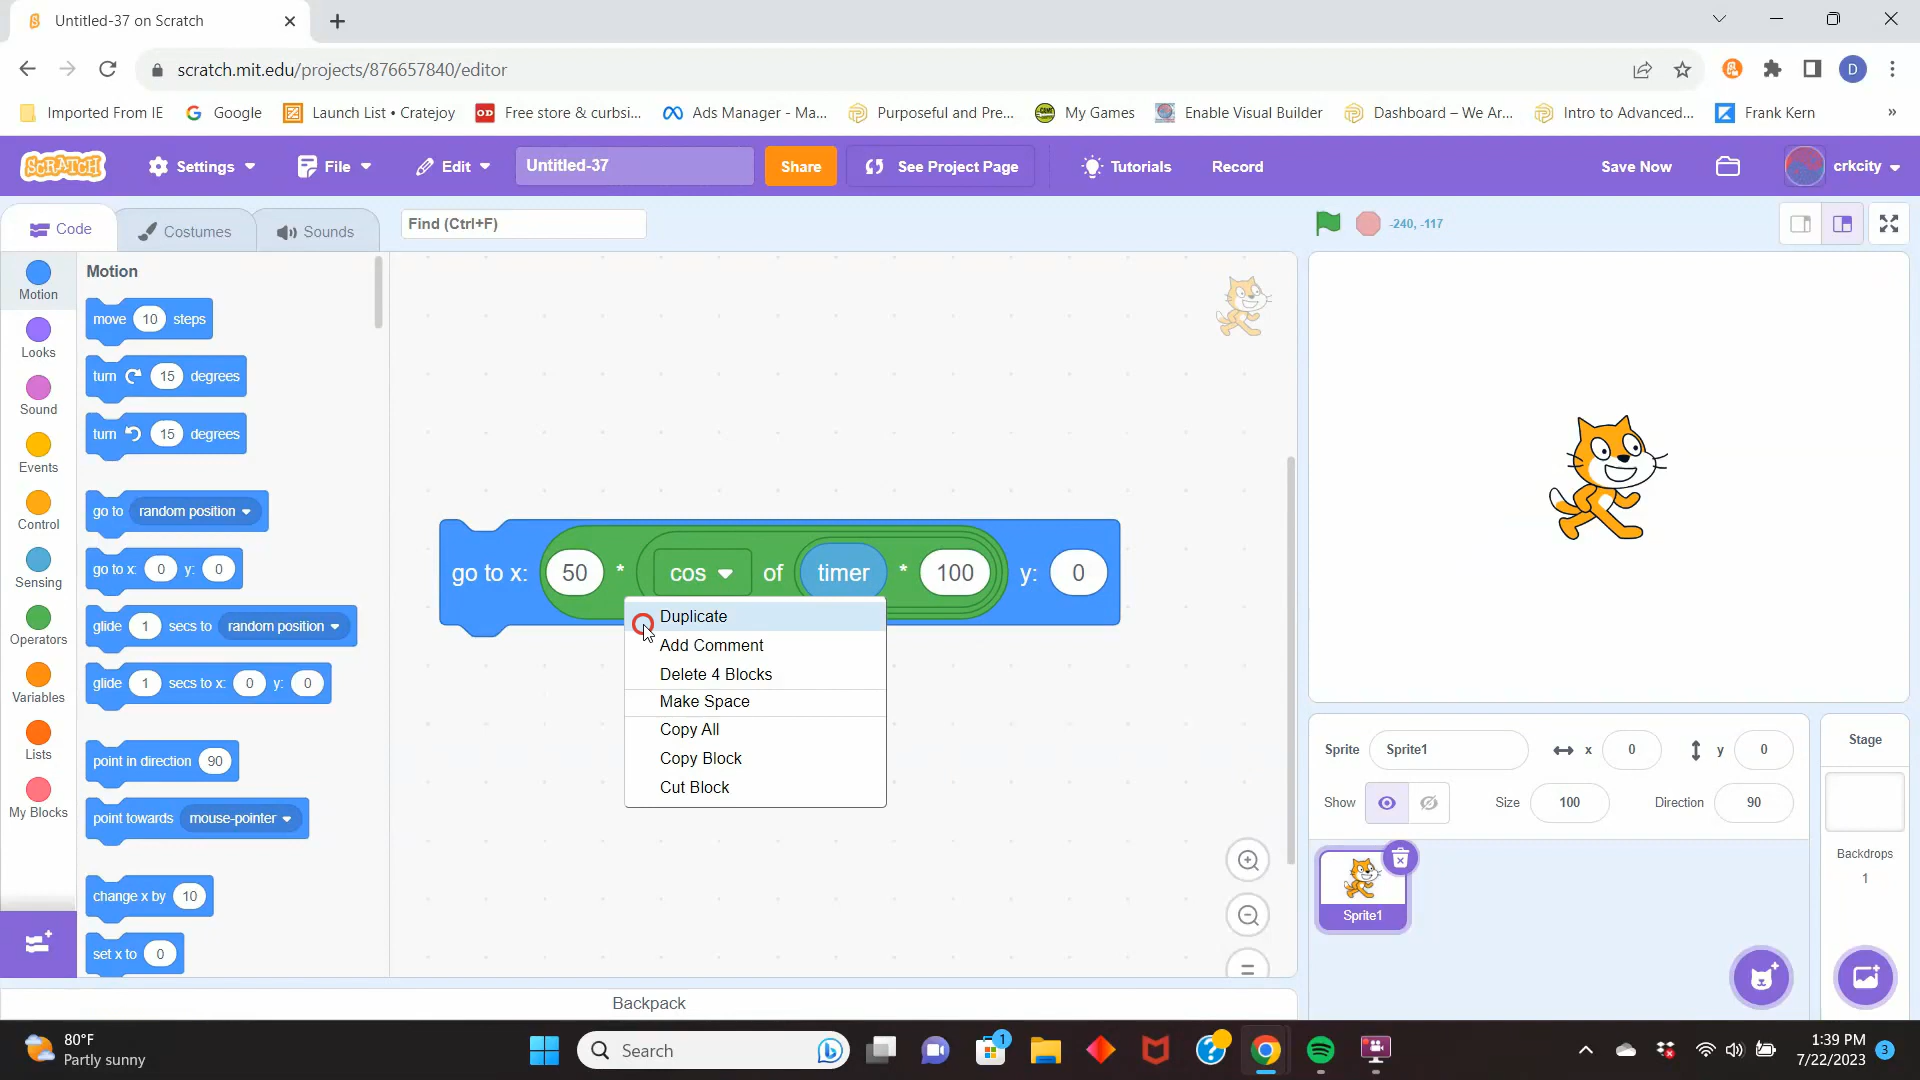 Untitled-37 on Scratch
scratch.mit.edu/projects/876657840/editor
D
Imported From IE
Google
Launch List • Cratejoy
Free store & curbsi...
Ads Manager - Ma...
Purposeful and Pre...
My Games
Enable Visual Builder
Dashboard – We Ar...
Intro to Advanced...
Frank Kern
»
SCRATCH
Settings
File
Edit
Untitled-37
Share
See Project Page
Tutorials
Record
Save Now
crkcity
Code
Costumes
Sounds
Find (Ctrl+F)
-240, -117
Motion
Looks
Sound
Events
Control
Sensing
Operators
Variables
Lists
My Blocks
Motion
move 10 steps
turn 15 degrees
turn 15 degrees
go to random position
go to x: 0 y: 0
glide 1 secs to random position
glide 1 secs to x: 0 y: 0
point in direction 90
point towards mouse-pointer
change x by 10
set x to 0
go to x: 50 * cos of timer * 100 y: 0
Duplicate
Add Comment
Delete 4 Blocks
Make Space
Copy All
Copy Block
Cut Block
Sprite Sprite1 x 0 y 0
Show Size 100 Direction 90
Sprite1
Stage
Backdrops
1
Backpack
80°F
Partly sunny
Search
1
1:39 PM
7/22/2023
3